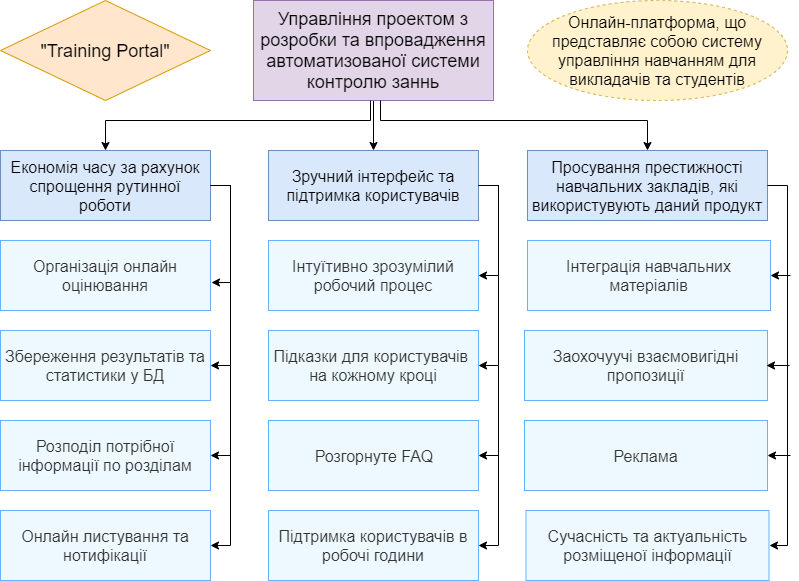 "Training Portal"
Управління проектом з
розробки та впровадження
автоматизованої системи
контролю заннь
Онлайн-платформа, що
представляє собою систему
управління навчанням для
викладачів та студентів
Економія часу за рахунок
спрощення рутинної
роботи
Організація онлайн
оцінювання
Збереження результатів та
статистики у БД
Розподіл потрібної
інформації по розділам
Онлайн листування та
нотифікації
Зручний інтерфейс та
підтримка користувачів
Інтуїтивно зрозумілий
робочий процес
Підказки для користувачів
на кожному кроці
Розгорнуте FAQ
Підтримка користувачів в
робочі години
Просування престижності
навчальних закладів, які
використувують даний продукт
Інтеграція навчальних
матеріалів
Заохочуучі взаємовигідні
пропозиції
Реклама
Сучасність та актуальність
розміщеної інформації